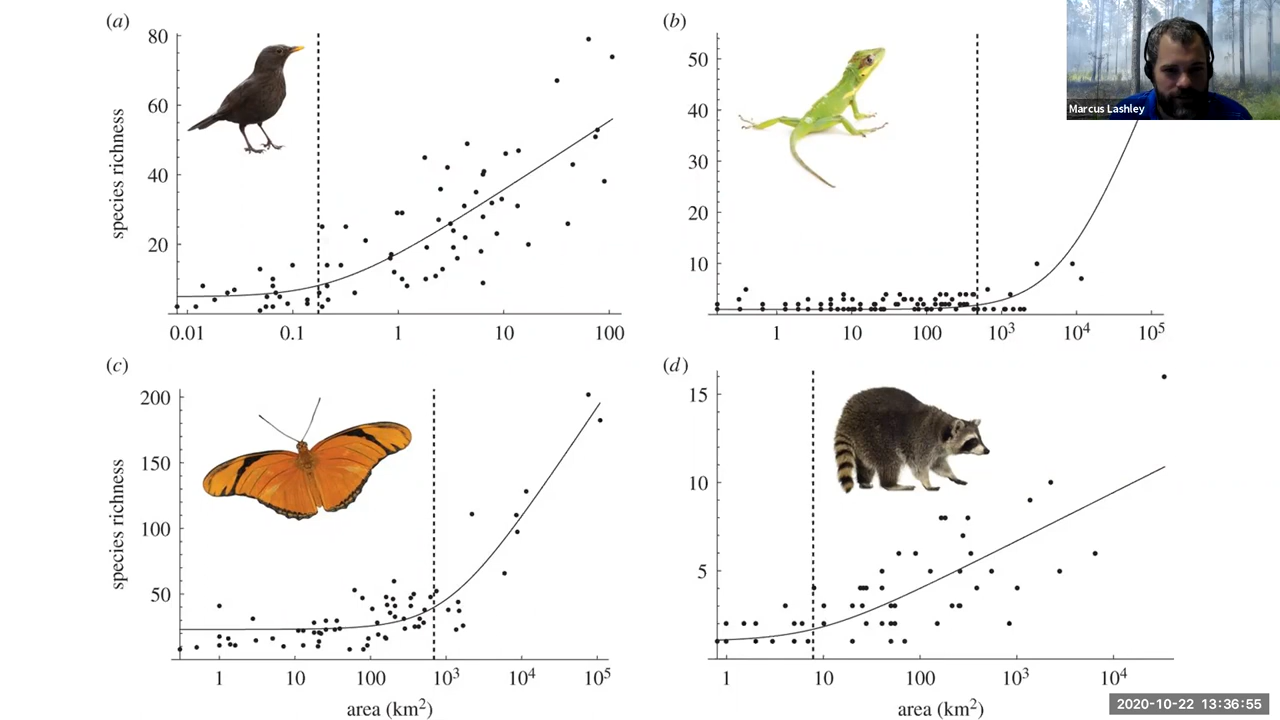 (a)
80
60
40
20
species richness
0.01 0.1 1 10 100
(b)
50
40
30
20
10
1 10 100 10³ 10⁴ 10⁵
Marcus Lashley
(c)
200
150
100
50
species richness
1 10 100 10³ 10⁴ 10⁵
area (km²)
(d)
15
10
5
1 10 100 10³ 10⁴
area (km²)
2020-10-22 13:36:55